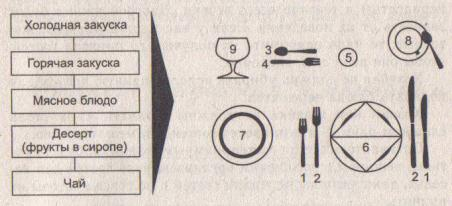 Холодная закуска
Горячая закуска
Мясное блюдо
Десерт
(фрукты в сиропе)
Чай
9
3
4
5
8
7
6
1 2
2 1